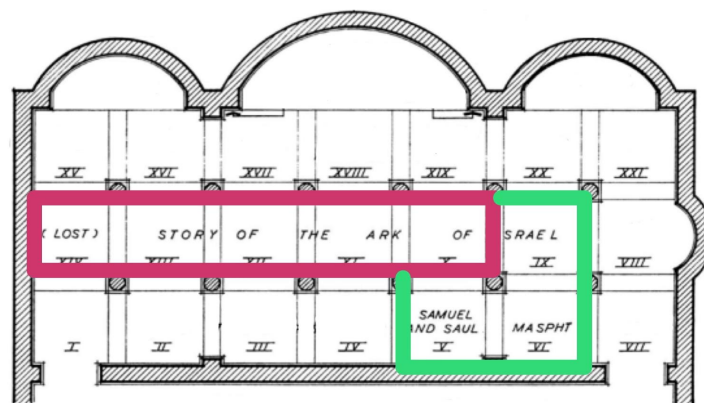 XV XVI XVII XVIII XIX XX XXI
( LOST) STORY OF THE ARK OF SRAEL
XIV XIII XII XI X IX VIII
SAMUEL
AND SAUL MASPHT
I II III IV V VI VII